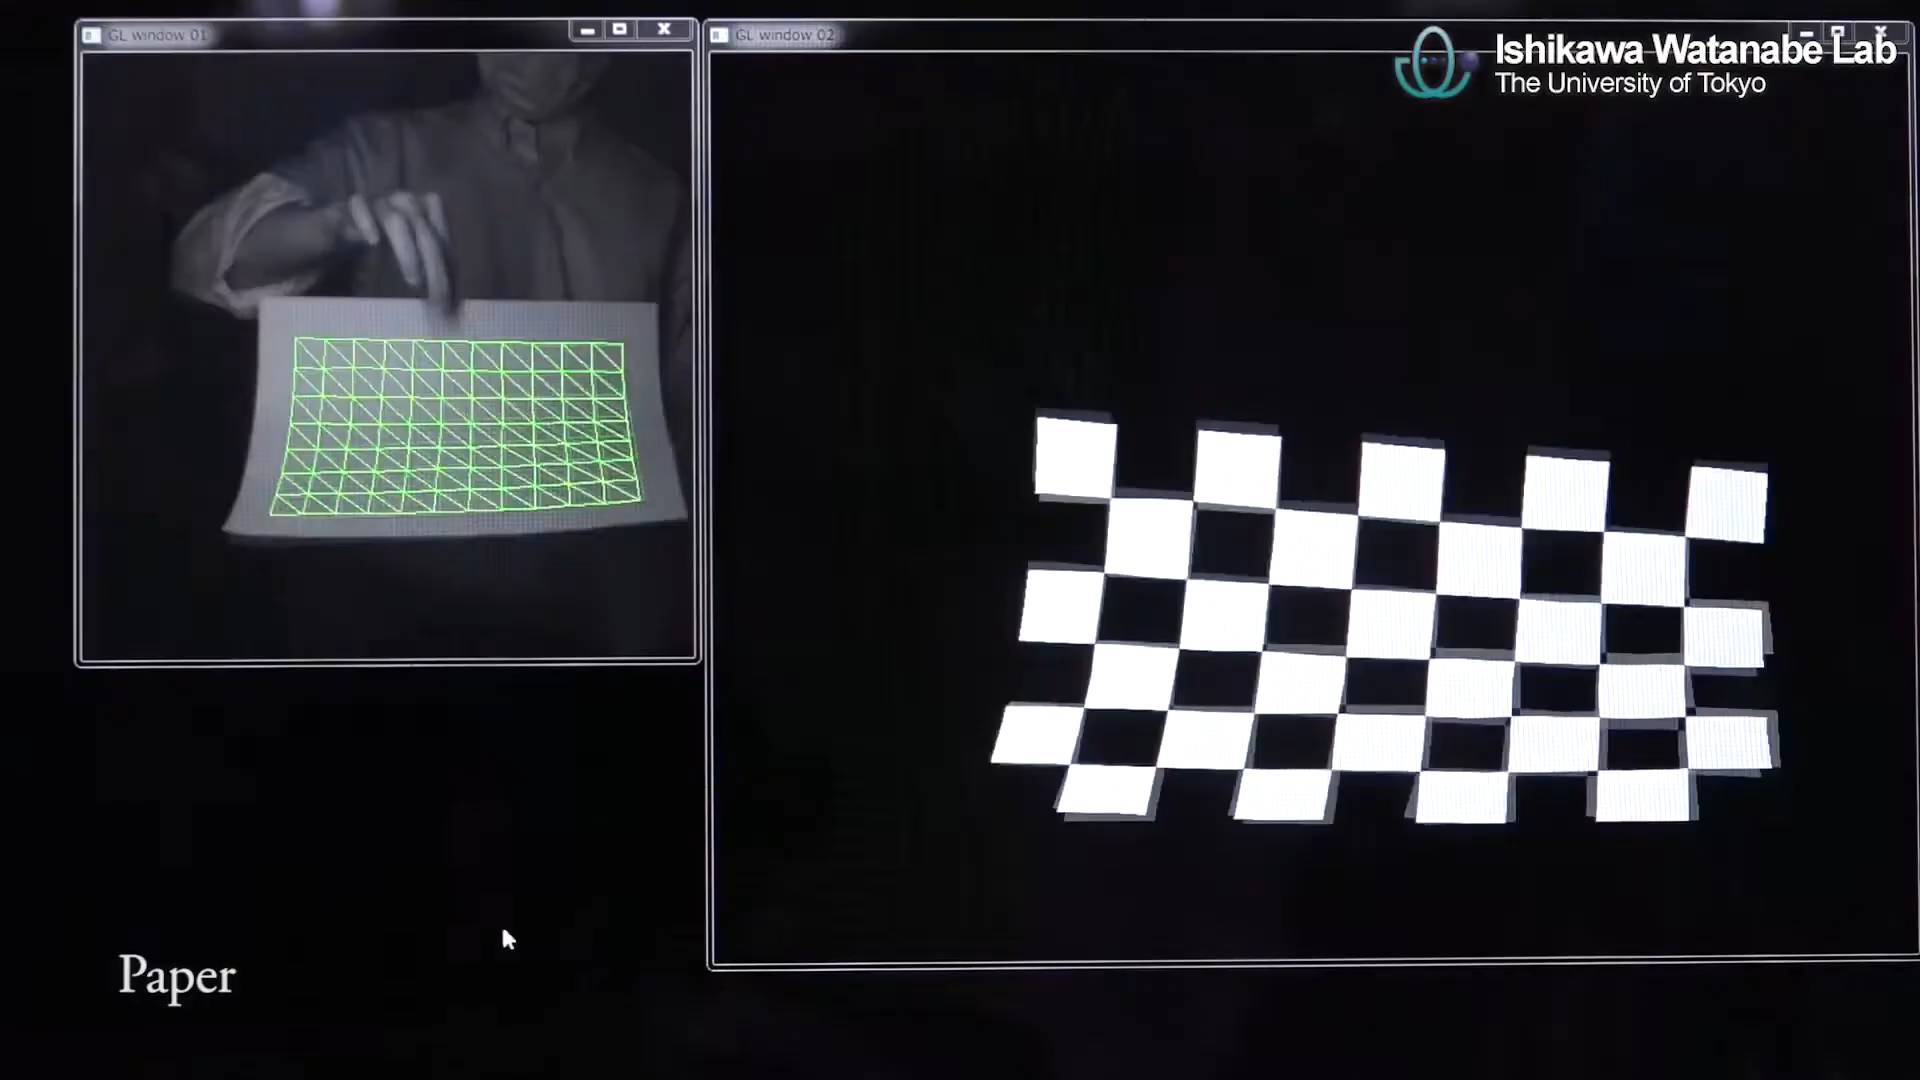 GL window 01
GL window 02
Ishikawa Watanabe Lab
The University of Tokyo
Paper